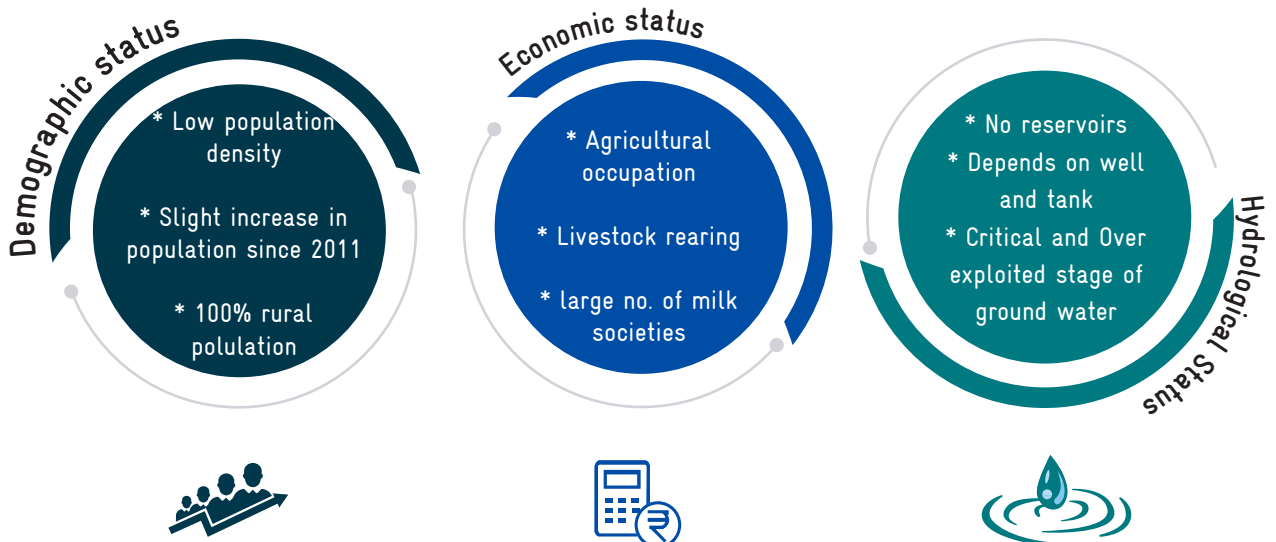 Demographic status
* Low population
density
* Slight increase in
population since 2011
* 100% rural
polulation
Economic status
* Agricultural
occupation
* Livestock rearing
* large no. of milk
societies
Hydrological Status
* No reservoirs
* Depends on well
and tank
* Critical and Over
exploited stage of
ground water
₹